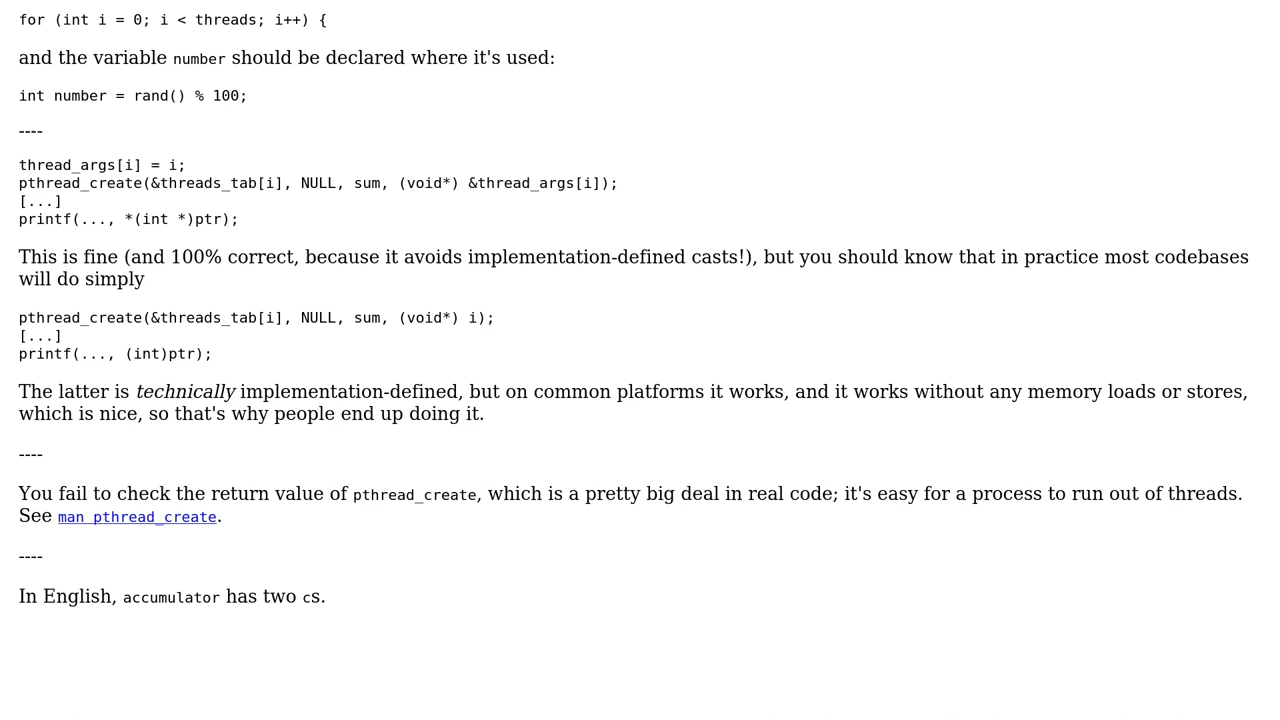 for (int i = 0; i < threads; i++) {
and the variable number should be declared where it's used:
int number = rand() % 100;
----
thread_args[i] = i;
pthread_create(&threads_tab[i], NULL, sum, (void*) &thread_args[i]);
[...]
printf(..., *(int *)ptr);
This is fine (and 100% correct, because it avoids implementation-defined casts!), but you should know that in practice most codebases
will do simply
pthread_create(&threads_tab[i], NULL, sum, (void*) i);
[...]
printf(..., (int)ptr);
The latter is technically implementation-defined, but on common platforms it works, and it works without any memory loads or stores,
which is nice, so that's why people end up doing it.
----
You fail to check the return value of pthread_create, which is a pretty big deal in real code; it's easy for a process to run out of threads.
See man pthread_create.
----
In English, accumulator has two cs.